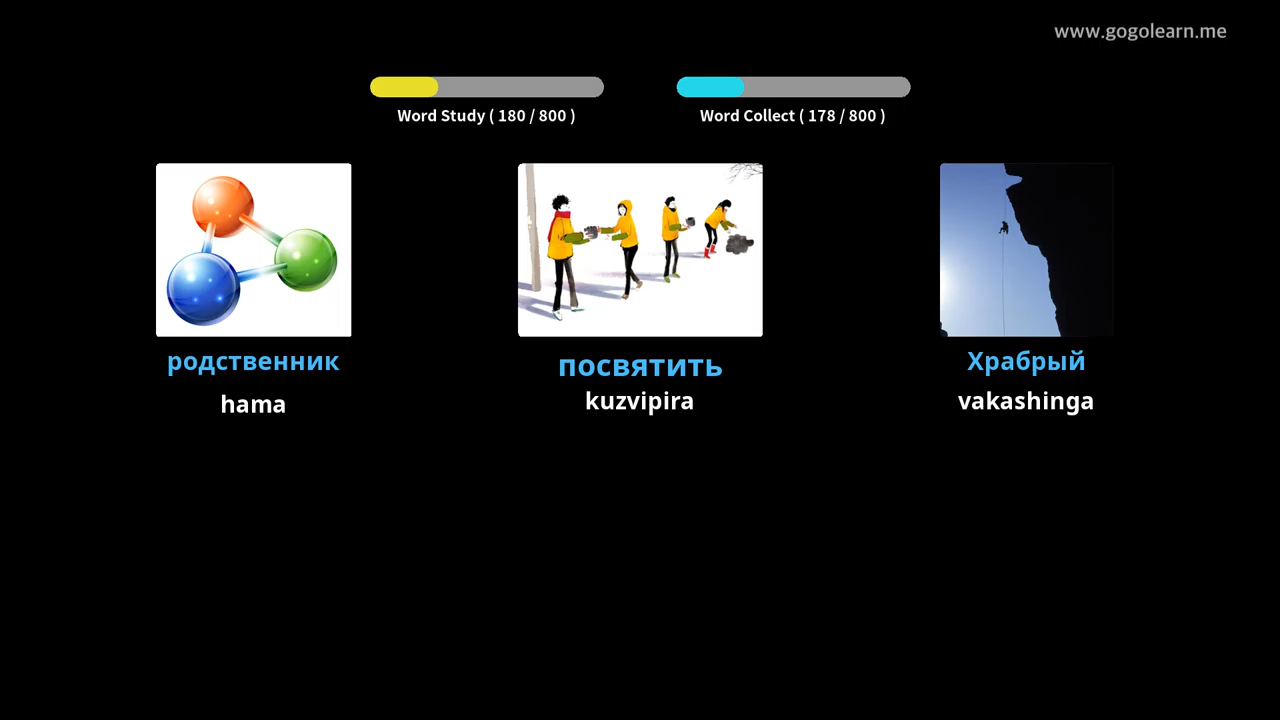 www.gogolearn.me
Word Study ( 180 / 800 )
Word Collect ( 178 / 800 )
родственник
hama
посвятить
kuzvipira
Храбрый
vakashinga